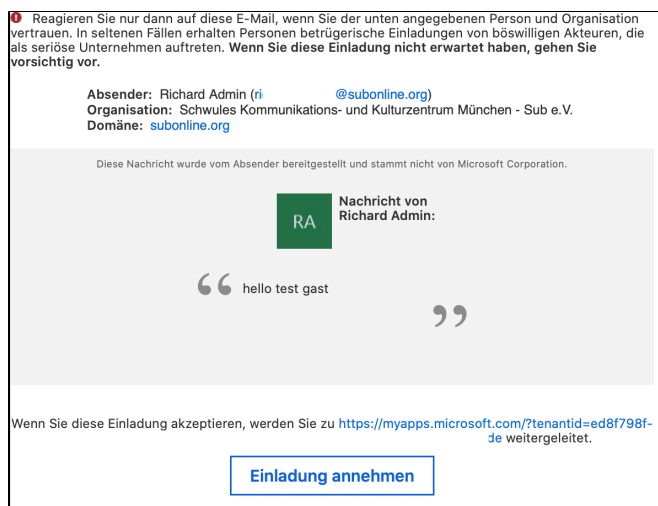 Reagieren Sie nur dann auf diese E-Mail, wenn Sie der unten angegebenen Person und Organisation
vertrauen. In seltenen Fällen erhalten Personen betrügerische Einladungen von böswilligen Akteuren, die
als seriöse Unternehmen auftreten. Wenn Sie diese Einladung nicht erwartet haben, gehen Sie
vorsichtig vor.
Absender: Richard Admin (ri @subonline.org)
Organisation: Schwules Kommunikations- und Kulturzentrum München - Sub e.V.
Domäne: subonline.org
Diese Nachricht wurde vom Absender bereitgestellt und stammt nicht von Microsoft Corporation.
RA
Nachricht von
Richard Admin:
“ hello test gast
”
Wenn Sie diese Einladung akzeptieren, werden Sie zu https://myapps.microsoft.com/?tenantid=ed8f798f-
de weitergeleitet.
Einladung annehmen